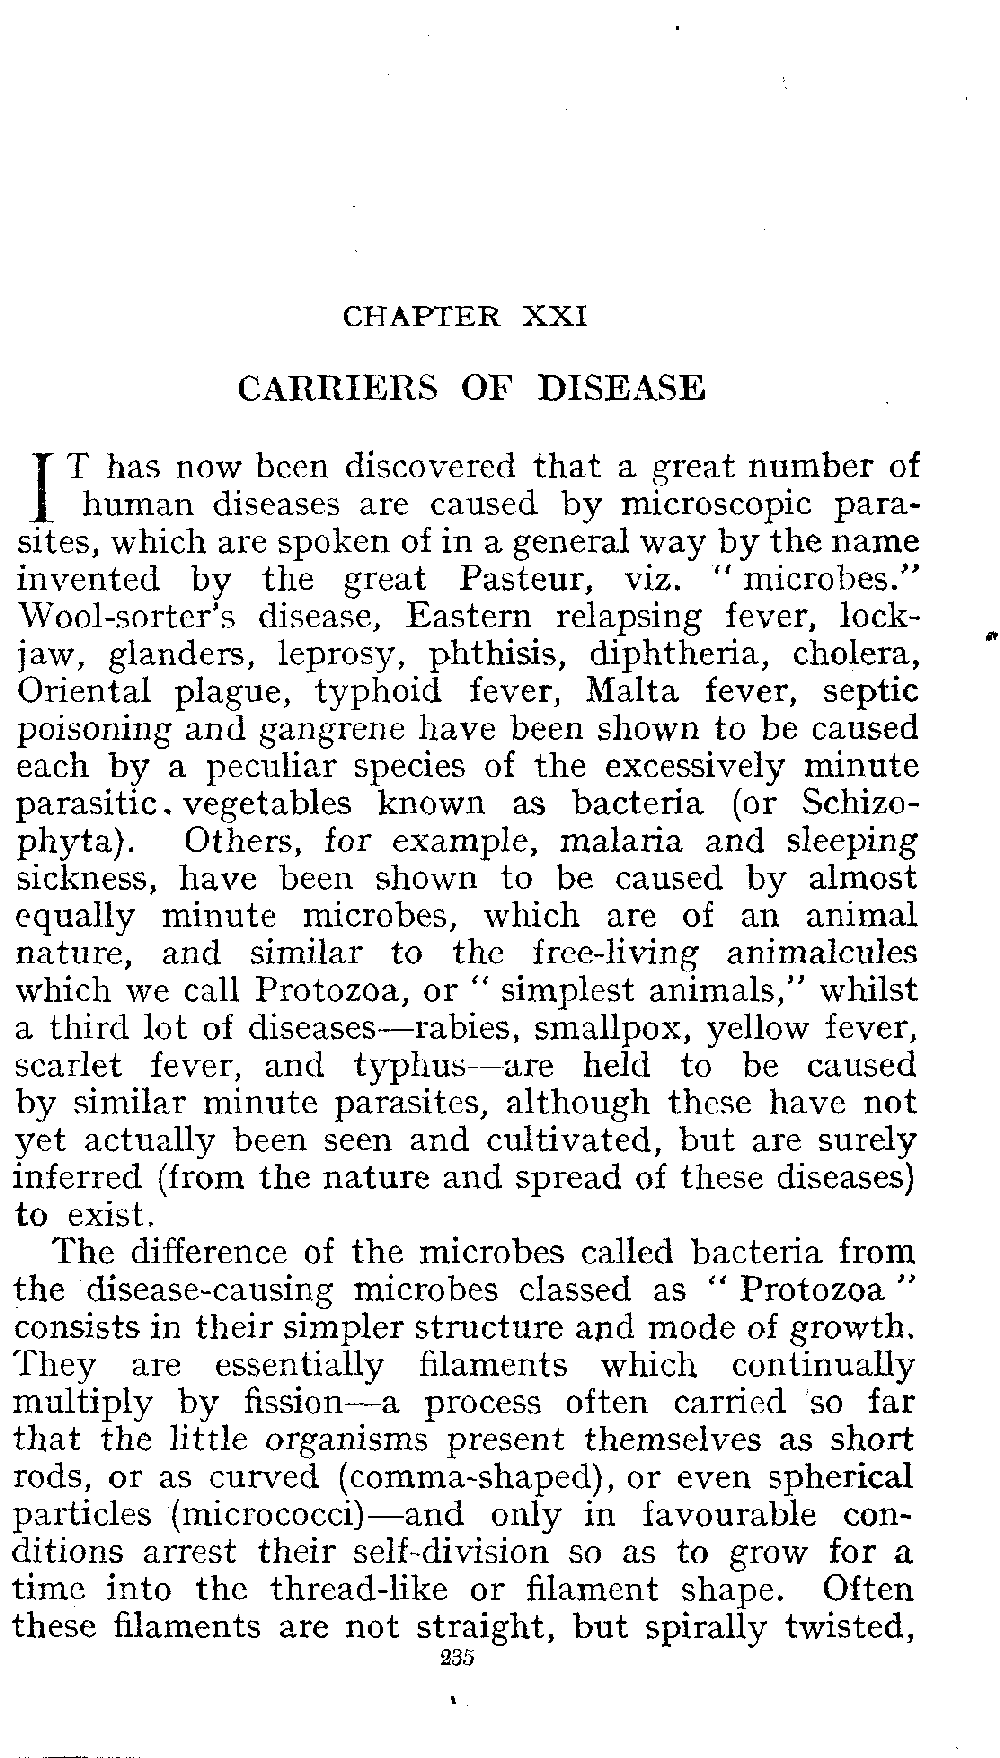 CHAPTER XXI
CARRIERS OF DISEASE
IT has now been discovered that a great number of
human diseases are caused by microscopic para-
sites, which are spoken of in a general way by the name
invented by the great Pasteur, viz. “ microbes.”
Wool-sorter's disease, Eastern relapsing fever, lock-
jaw, glanders, leprosy, phthisis, diphtheria, cholera,
Oriental plague, typhoid fever, Malta fever, septic
poisoning and gangrene have been shown to be caused
each by a peculiar species of the excessively minute
parasitic vegetables known as bacteria (or Schizo-
phyta). Others, for example, malaria and sleeping
sickness, have been shown to be caused by almost
equally minute microbes, which are of an animal
nature, and similar to the free-living animalcules
which we call Protozoa, or “ simplest animals,” whilst
a third lot of diseases—rabies, smallpox, yellow fever,
scarlet fever, and typhus—are held to be caused
by similar minute parasites, although these have not
yet actually been seen and cultivated, but are surely
inferred (from the nature and spread of these diseases)
to exist.
The difference of the microbes called bacteria from
the disease-causing microbes classed as “ Protozoa ”
consists in their simpler structure and mode of growth.
They are essentially filaments which continually
multiply by fission—a process often carried so far
that the little organisms present themselves as short
rods, or as curved (comma-shaped), or even spherical
particles (micrococci)—and only in favourable con-
ditions arrest their self-division so as to grow for a
time into the thread-like or filament shape. Often
these filaments are not straight, but spirally twisted,
235